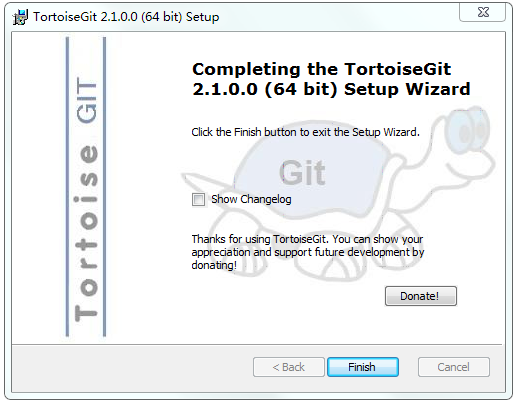 TortoiseGit 2.1.0.0 (64 bit) Setup
Tortoise GIT
Completing the TortoiseGit
2.1.0.0 (64 bit) Setup Wizard
Click the Finish button to exit the Setup Wizard.
Git
Show Changelog
Thanks for using TortoiseGit. You can show your
appreciation and support future development by
donating!
Donate!
< Back
Finish
Cancel